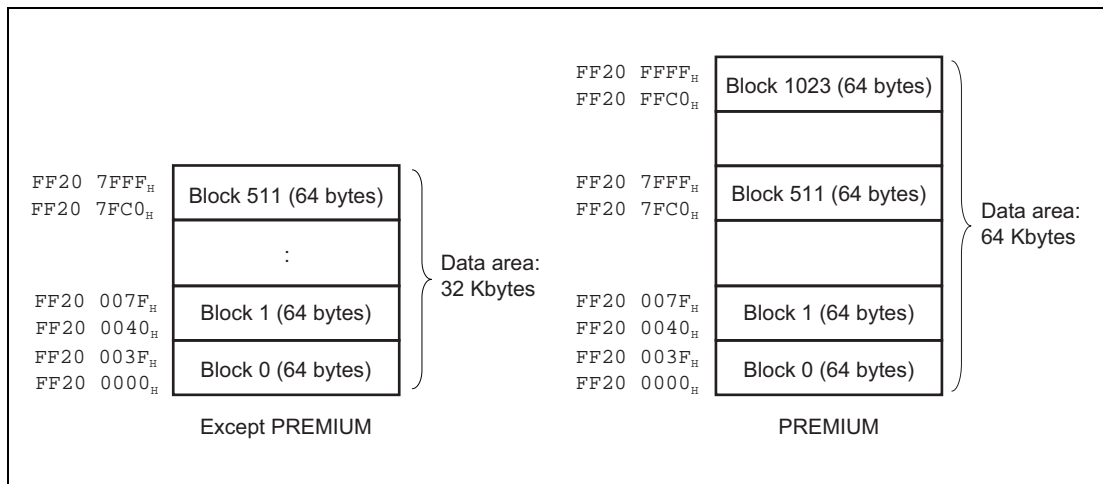 FF20 7FFFH
FF20 7FC0H
Block 511 (64 bytes)
:
FF20 007FH
FF20 0040H
Block 1 (64 bytes)
FF20 003FH
FF20 0000H
Block 0 (64 bytes)
Data area:
32 Kbytes
Except PREMIUM
FF20 FFFFH
FF20 FFC0H
Block 1023 (64 bytes)
FF20 7FFFH
FF20 7FC0H
Block 511 (64 bytes)
FF20 007FH
FF20 0040H
Block 1 (64 bytes)
FF20 003FH
FF20 0000H
Block 0 (64 bytes)
Data area:
64 Kbytes
PREMIUM